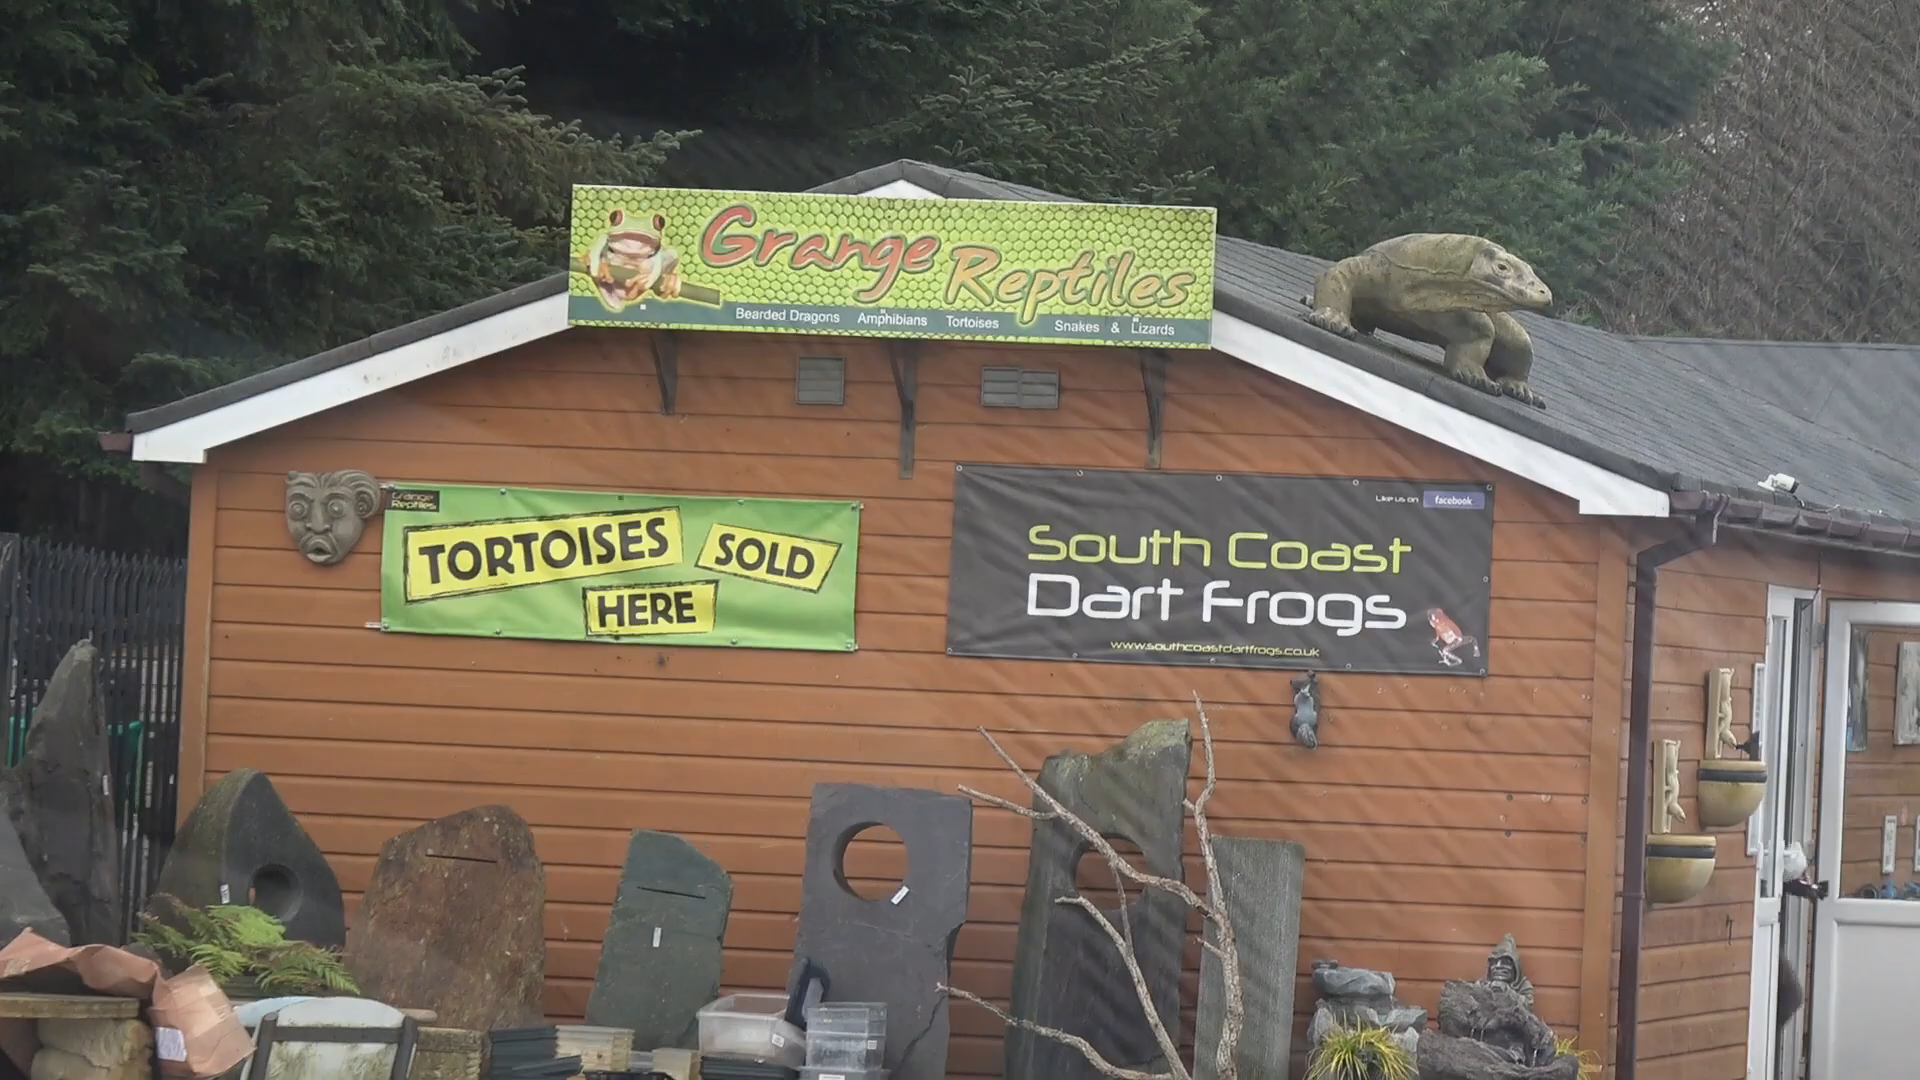 Grange Reptiles
Bearded Dragons Amphibians Tortoises Snakes & Lizards
Grange
Reptiles
TORTOISES SOLD
HERE
Like us on facebook
South Coast
Dart Frogs
www.southcoastdartfrogs.co.uk